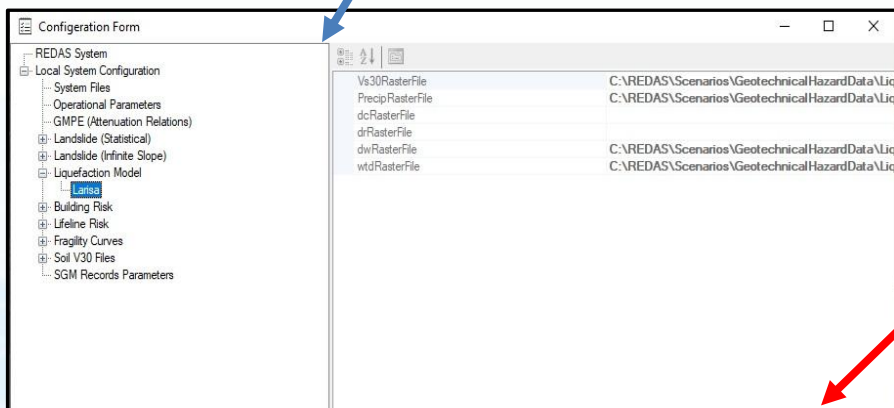 Configeration Form
REDAS System
Local System Configuration
System Files
Operational Parameters
GMPE (Attenuation Relations)
Landslide (Statistical)
Landslide (Infinite Slope)
Liquefaction Model
Larisa
Building Risk
Lifeline Risk
Fragility Curves
Soil V30 Files
SGM Records Parameters
Vs30RasterFile C:\REDAS\Scenarios\GeotechnicalHazardData\Liq
PrecipRasterFile C:\REDAS\Scenarios\GeotechnicalHazardData\Liq
dcRasterFile
drRasterFile
dwRasterFile C:\REDAS\Scenarios\GeotechnicalHazardData\Liq
wtdRasterFile C:\REDAS\Scenarios\GeotechnicalHazardData\Liq